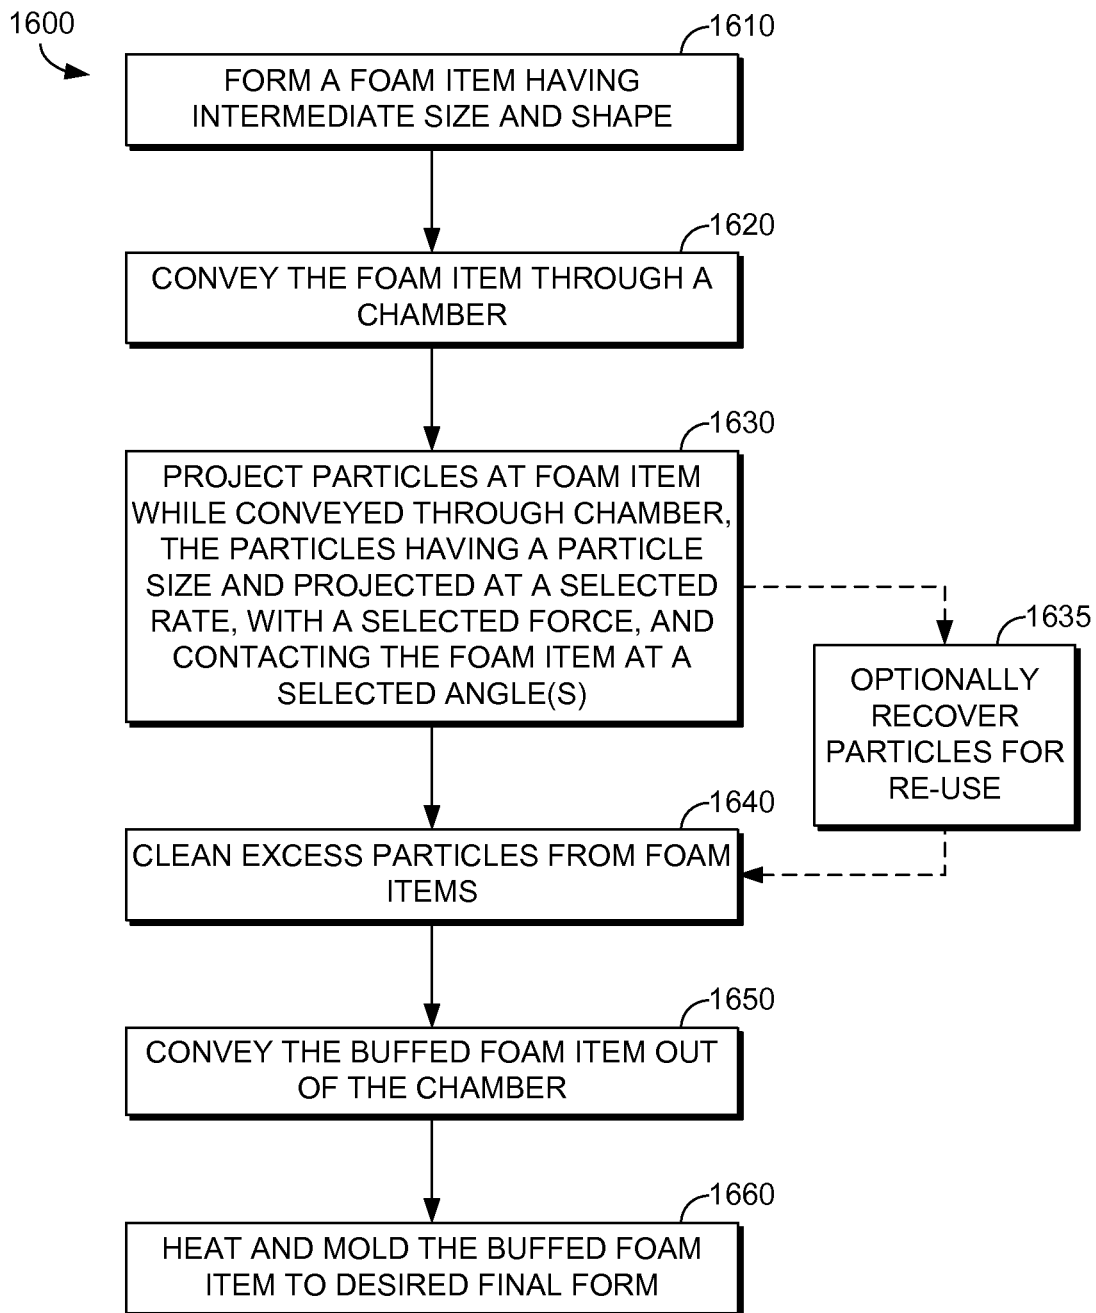 1600
1610
FORM A FOAM ITEM HAVING
INTERMEDIATE SIZE AND SHAPE
1620
CONVEY THE FOAM ITEM THROUGH A
CHAMBER
1630
PROJECT PARTICLES AT FOAM ITEM
WHILE CONVEYED THROUGH CHAMBER,
THE PARTICLES HAVING A PARTICLE
SIZE AND PROJECTED AT A SELECTED
RATE, WITH A SELECTED FORCE, AND
CONTACTING THE FOAM ITEM AT A
SELECTED ANGLE(S)
1635
OPTIONALLY
RECOVER
PARTICLES FOR
RE-USE
1640
CLEAN EXCESS PARTICLES FROM FOAM
ITEMS
1650
CONVEY THE BUFFED FOAM ITEM OUT
OF THE CHAMBER
1660
HEAT AND MOLD THE BUFFED FOAM
ITEM TO DESIRED FINAL FORM